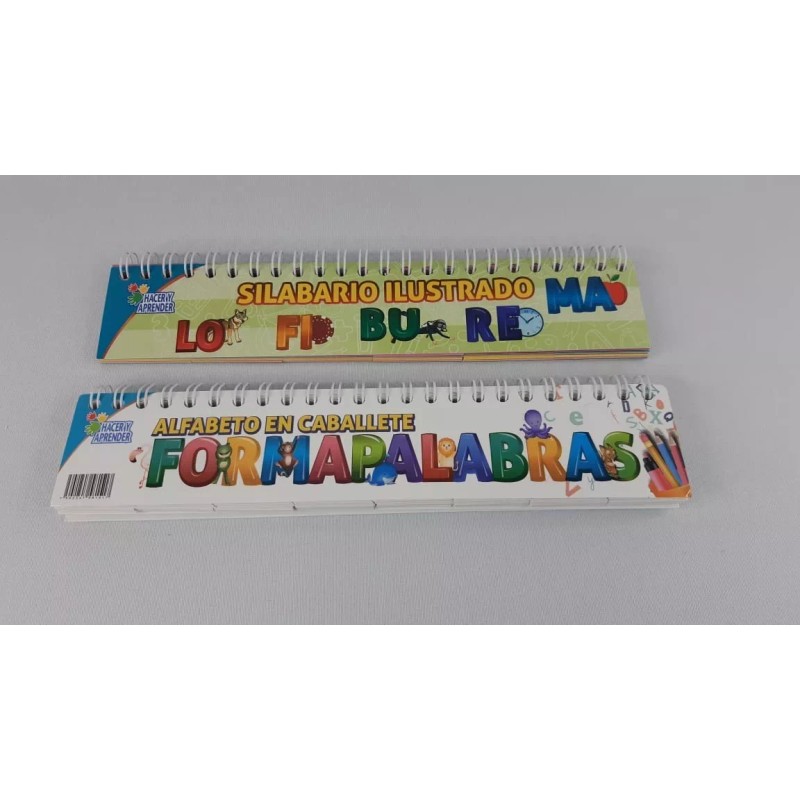 HACER Y
APRENDER
SILABARIO ILUSTRADO
LO FI BU RE MA
HACER Y
APRENDER
ALFABETO EN CABALLETE
FORMAPALABRAS